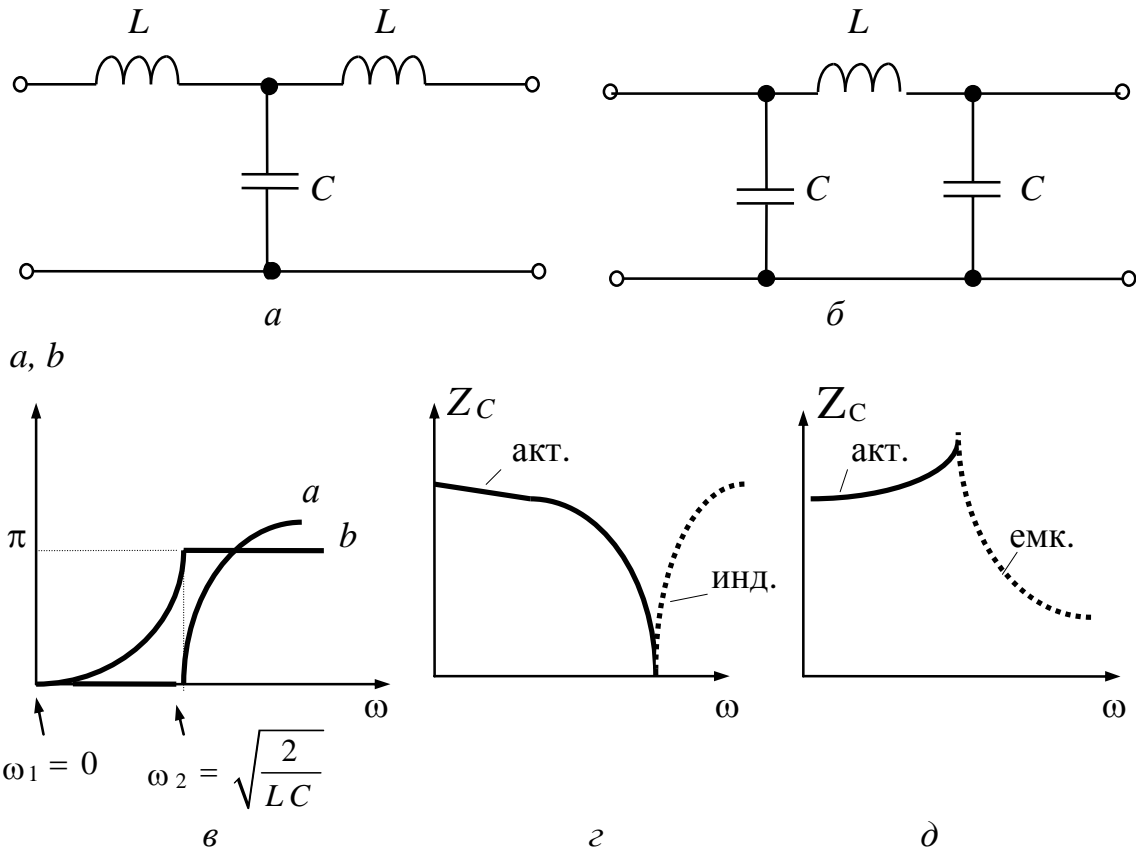 L
L
L
C
C
C
а
б
a, b
Z_C
Z_C
акт.
акт.
a
π
b
емк.
инд.
ω
ω
ω
ω₁ = 0
ω₂ = √(2/LC)
в
г
д